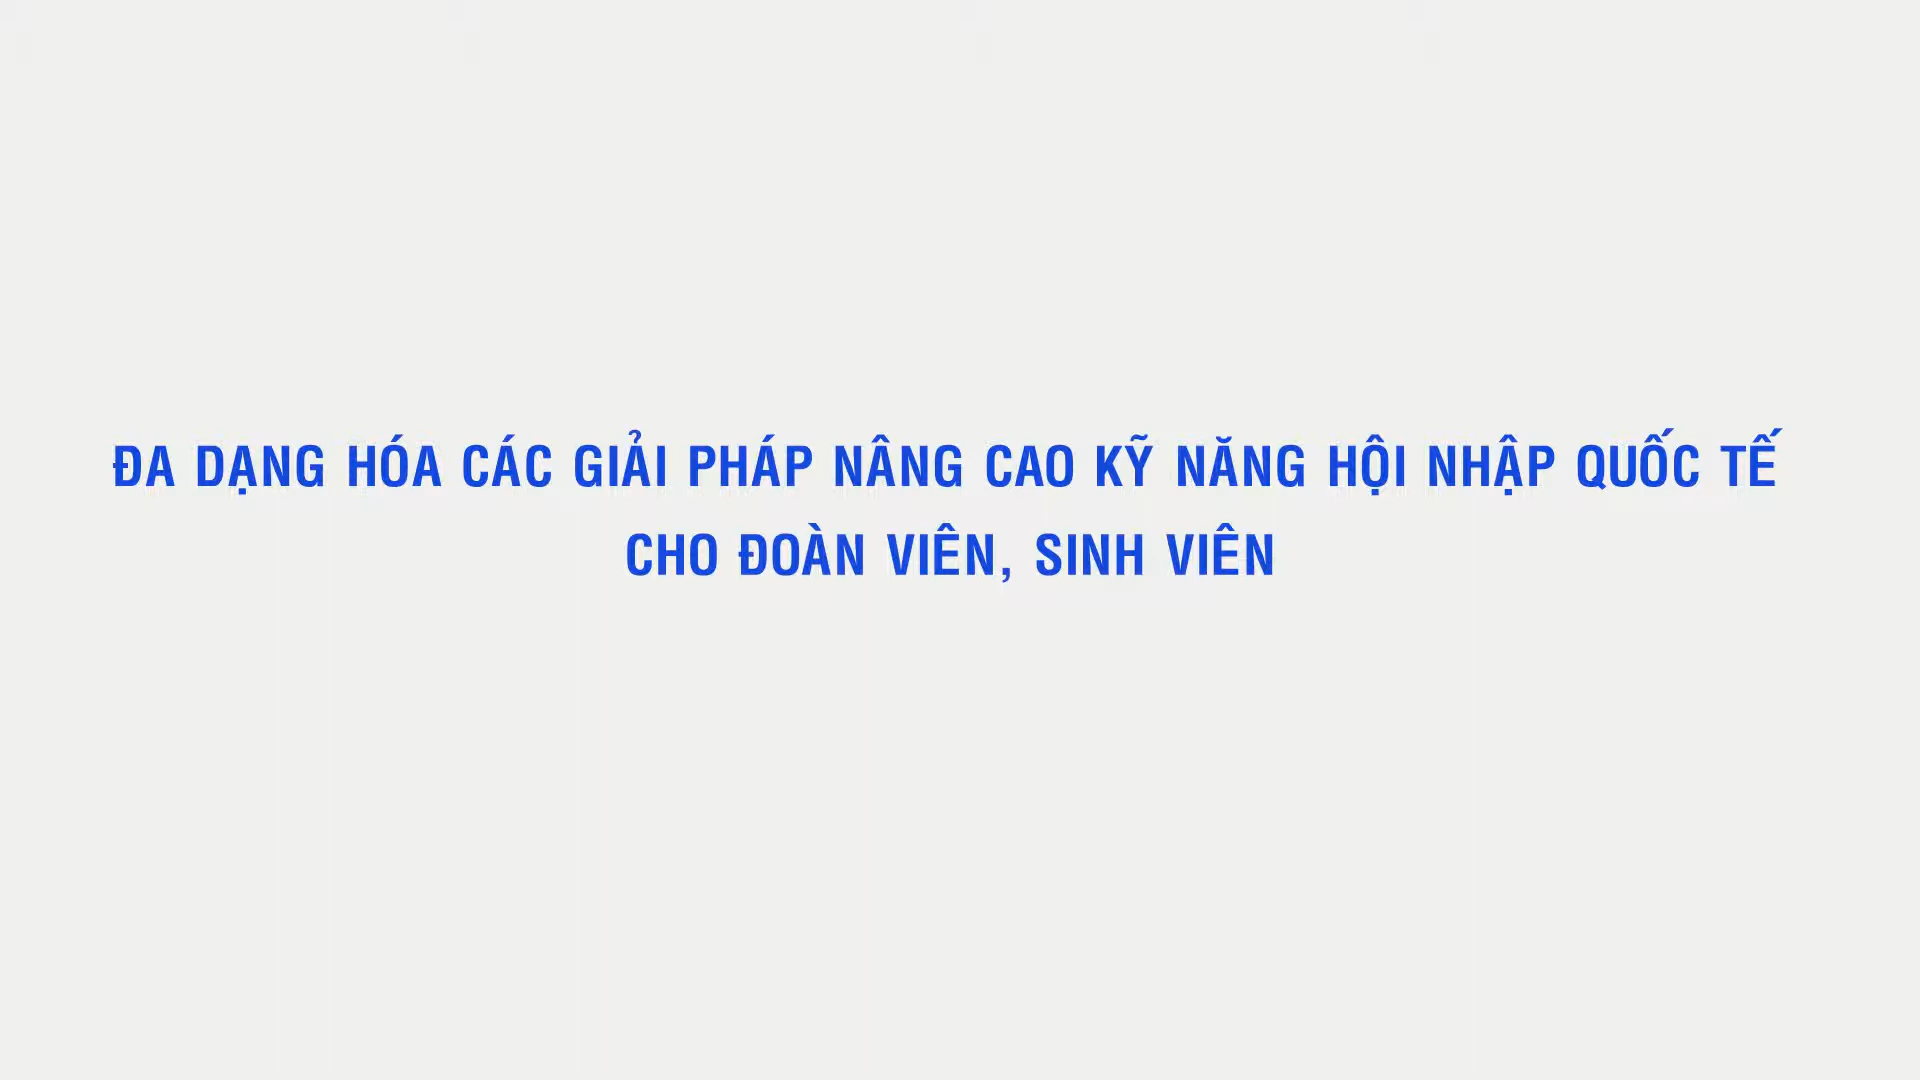 ĐA DẠNG HÓA CÁC GIẢI PHÁP NÂNG CAO KỸ NĂNG HỘI NHẬP QUỐC TẾ
CHO ĐOÀN VIÊN, SINH VIÊN